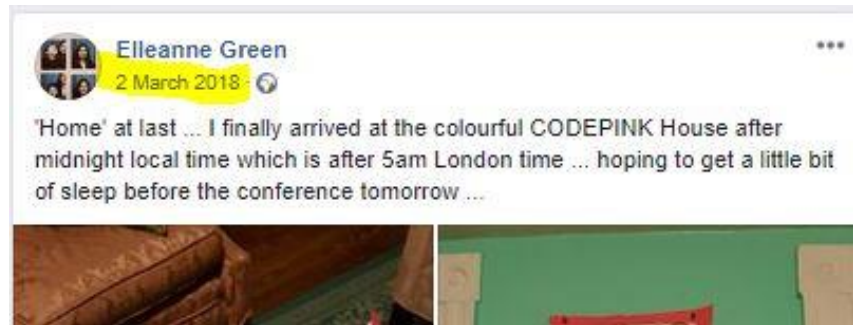 Elleanne Green
2 March 2018 ·
'Home' at last ... I finally arrived at the colourful CODEPINK House after
midnight local time which is after 5am London time ... hoping to get a little bit
of sleep before the conference tomorrow ...